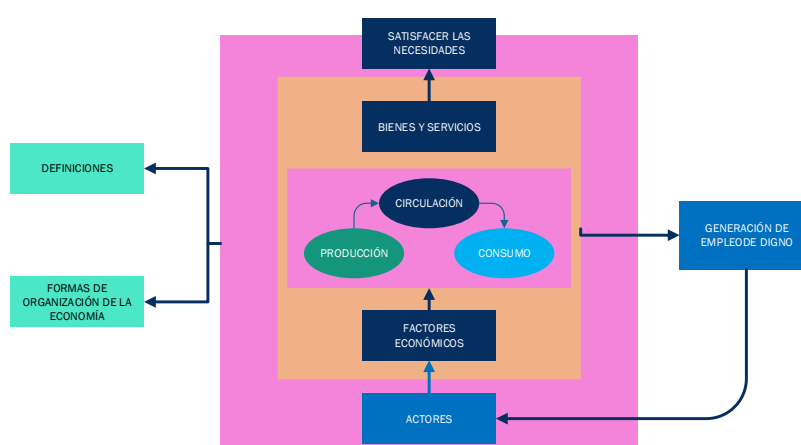 SATISFACER LAS
NECESIDADES
BIENES Y SERVICIOS
DEFINICIONES
CIRCULACIÓN
PRODUCCIÓN
CONSUMO
GENERACIÓN DE
EMPLEODE DIGNO
FORMAS DE
ORGANIZACIÓN DE LA
ECONOMÍA
FACTORES
ECONÓMICOS
ACTORES